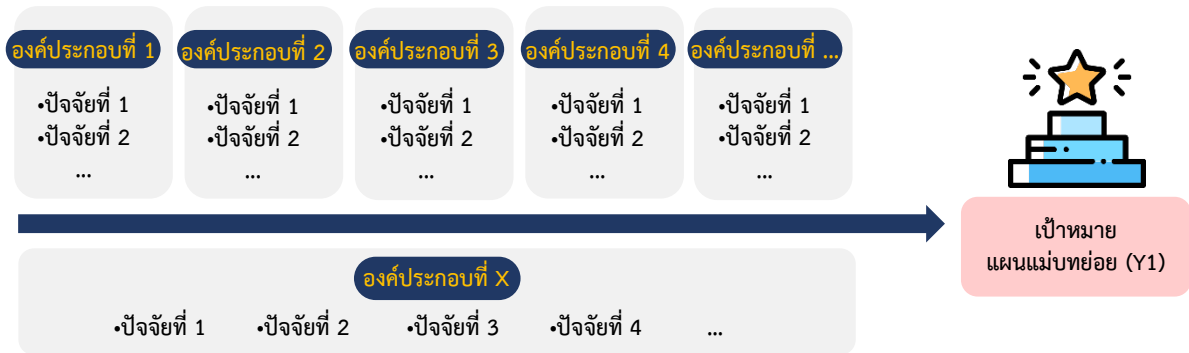 องค์ประกอบที่ 1
•ปัจจัยที่ 1
•ปัจจัยที่ 2
...
องค์ประกอบที่ 2
•ปัจจัยที่ 1
•ปัจจัยที่ 2
...
องค์ประกอบที่ 3
•ปัจจัยที่ 1
•ปัจจัยที่ 2
...
องค์ประกอบที่ 4
•ปัจจัยที่ 1
•ปัจจัยที่ 2
...
องค์ประกอบที่ ...
•ปัจจัยที่ 1
•ปัจจัยที่ 2
...
เป้าหมาย
แผนแม่บทย่อย (Y1)
องค์ประกอบที่ X
•ปัจจัยที่ 1 •ปัจจัยที่ 2 •ปัจจัยที่ 3 •ปัจจัยที่ 4 ...